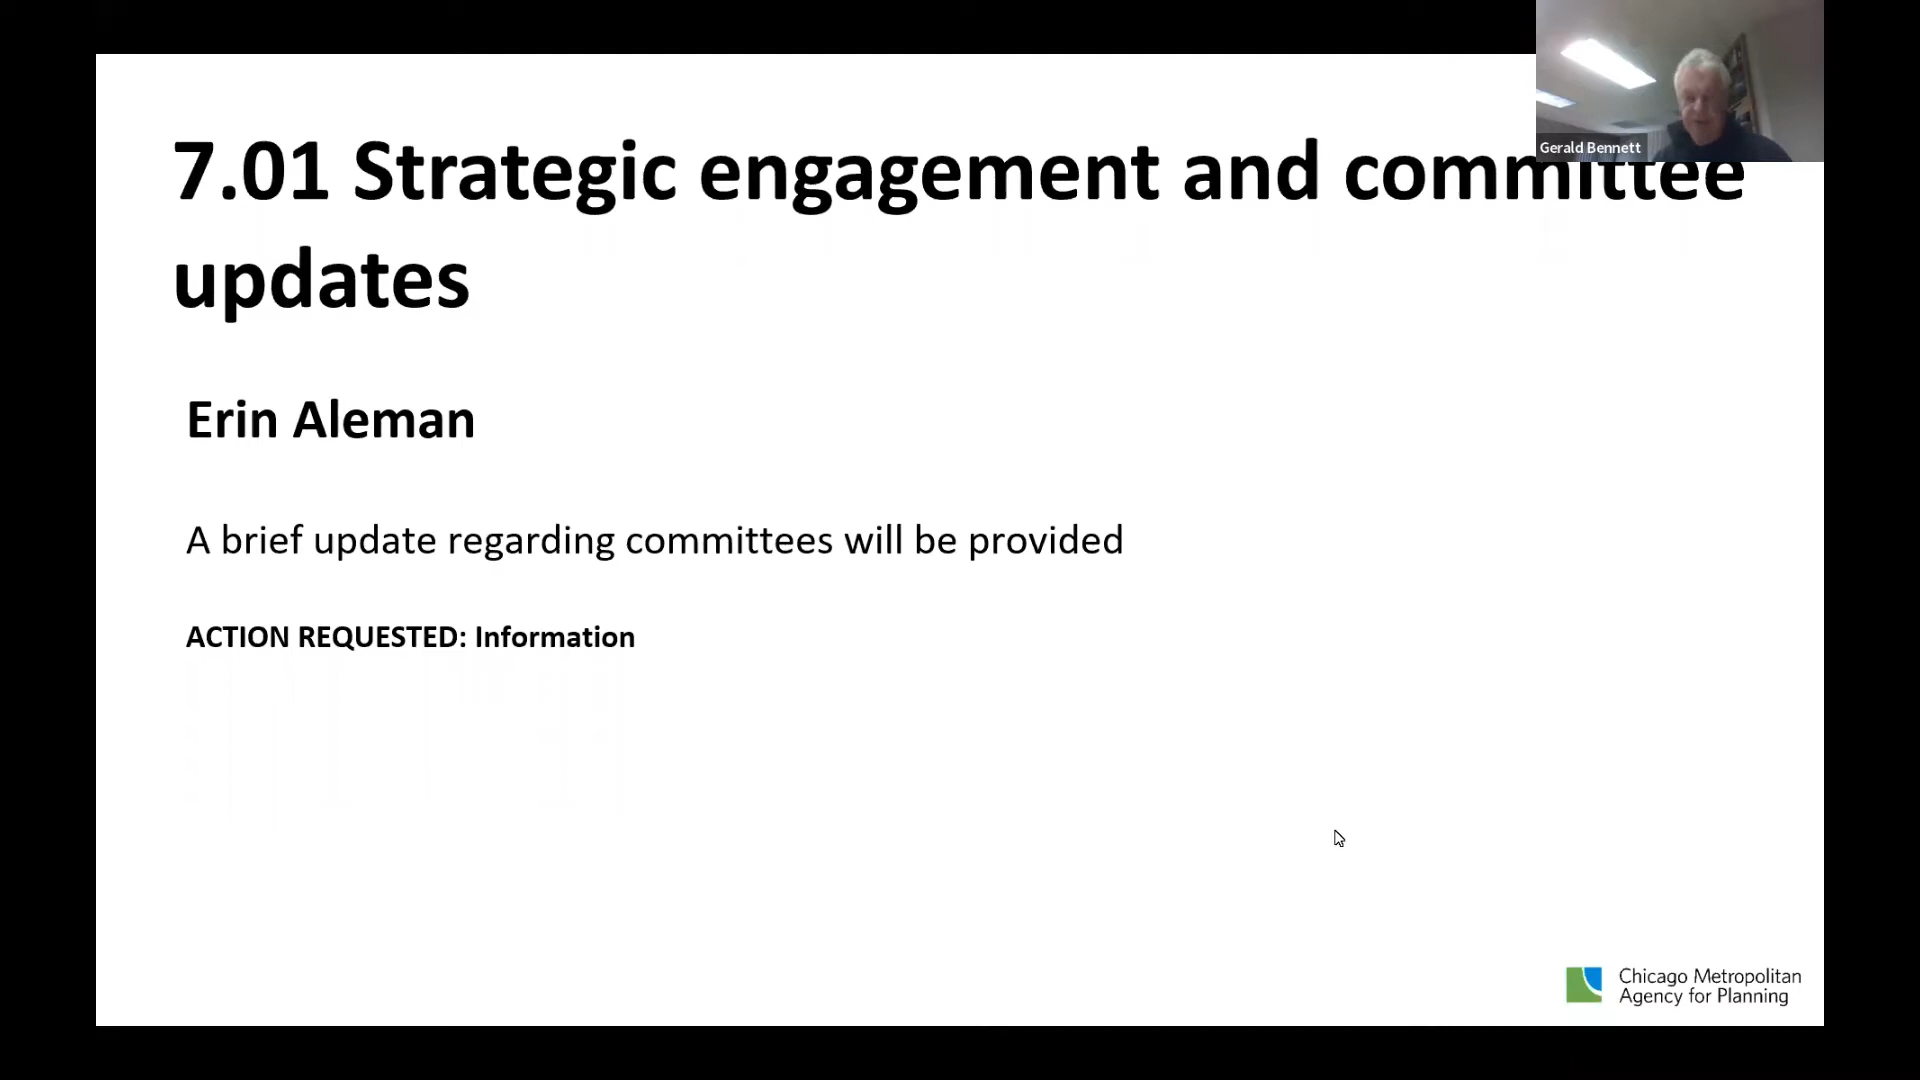 7.01 Strategic engagement and committee
updates
Gerald Bennett
Erin Aleman
A brief update regarding committees will be provided
ACTION REQUESTED: Information
Chicago Metropolitan
Agency for Planning